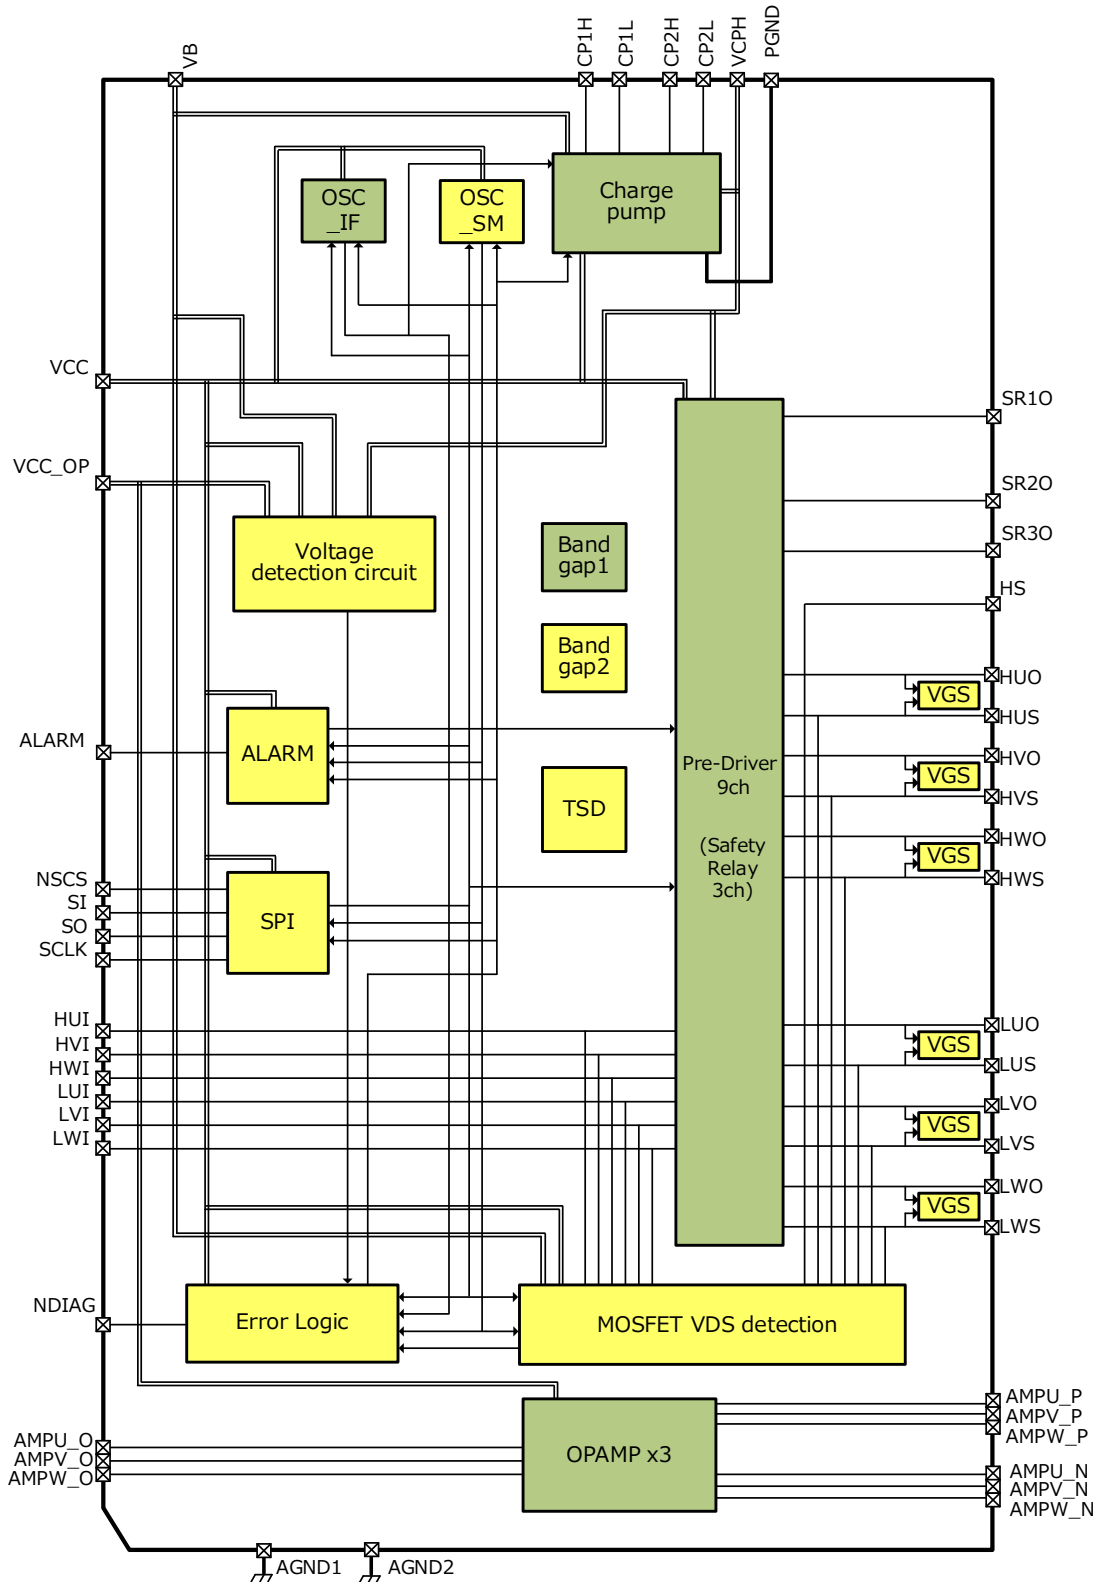 VB
CP1H
CP1L
CP2H
CP2L
VCPH
PGND
OSC
_IF
OSC
_SM
Charge
pump
VCC
SR1O
VCC_OP
SR2O
Voltage
detection circuit
Band
gap1
SR3O
HS
Band
gap2
HUO
VGS
HUS
ALARM
ALARM
TSD
Pre-Driver
9ch
(Safety
Relay
3ch)
HVO
VGS
HVS
HWO
VGS
HWS
NSCS
SI
SO
SCLK
SPI
HUI
HVI
HWI
LUI
LVI
LWI
LUO
VGS
LUS
LVO
VGS
LVS
LWO
VGS
LWS
NDIAG
Error Logic
MOSFET VDS detection
AMPU_P
AMPV_P
AMPW_P
AMPU_O
AMPV_O
AMPW_O
OPAMP x3
AMPU_N
AMPV_N
AMPW_N
AGND1
AGND2